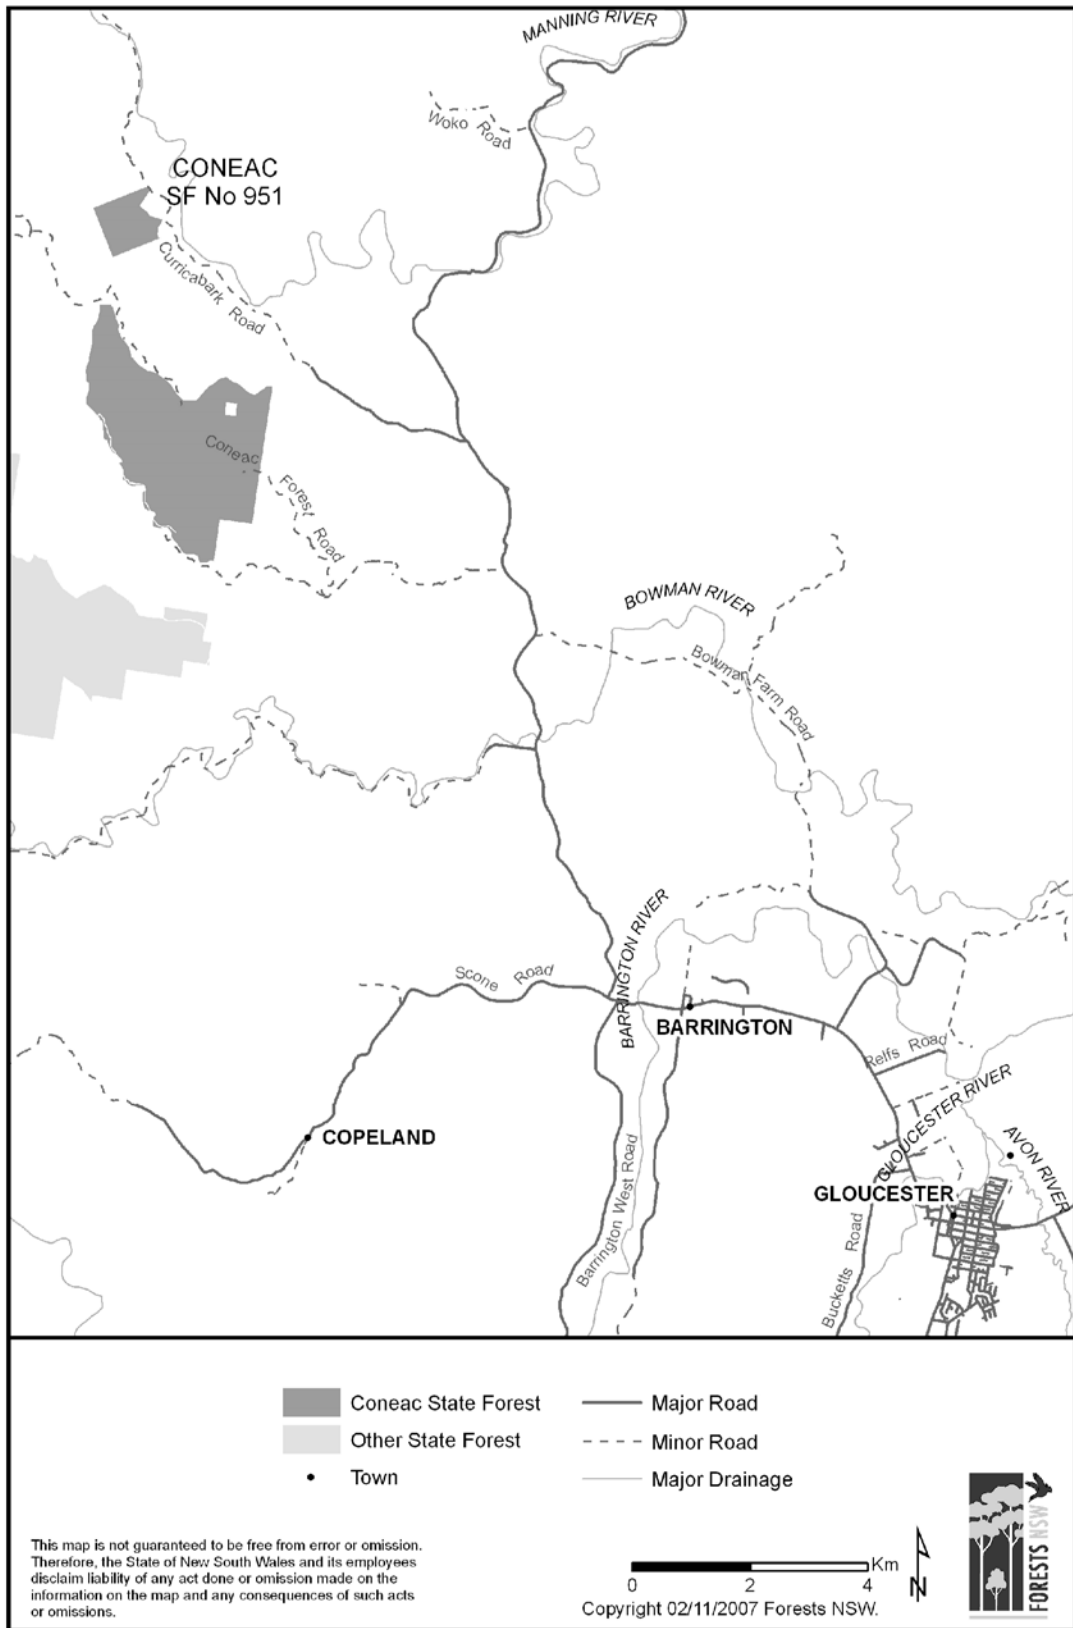 MANNING RIVER
Woko Road
CONEAC
SF No 951
Curricabark Road
Coneac Forest Road
BOWMAN RIVER
Bowman Farm Road
BARRINGTON RIVER
Scone Road
BARRINGTON
Relfs Road
GLOUCESTER RIVER
COPELAND
AVON RIVER
Barrington West Road
GLOUCESTER
Bucketts Road
Coneac State Forest
Major Road
Other State Forest
Minor Road
Town
Major Drainage
This map is not guaranteed to be free from error or omission.
Therefore, the State of New South Wales and its employees
disclaim liability of any act done or omission made on the
information on the map and any consequences of such acts
or omissions.
Km
0 2 4
Copyright 02/11/2007 Forests NSW.
N
FORESTS NSW